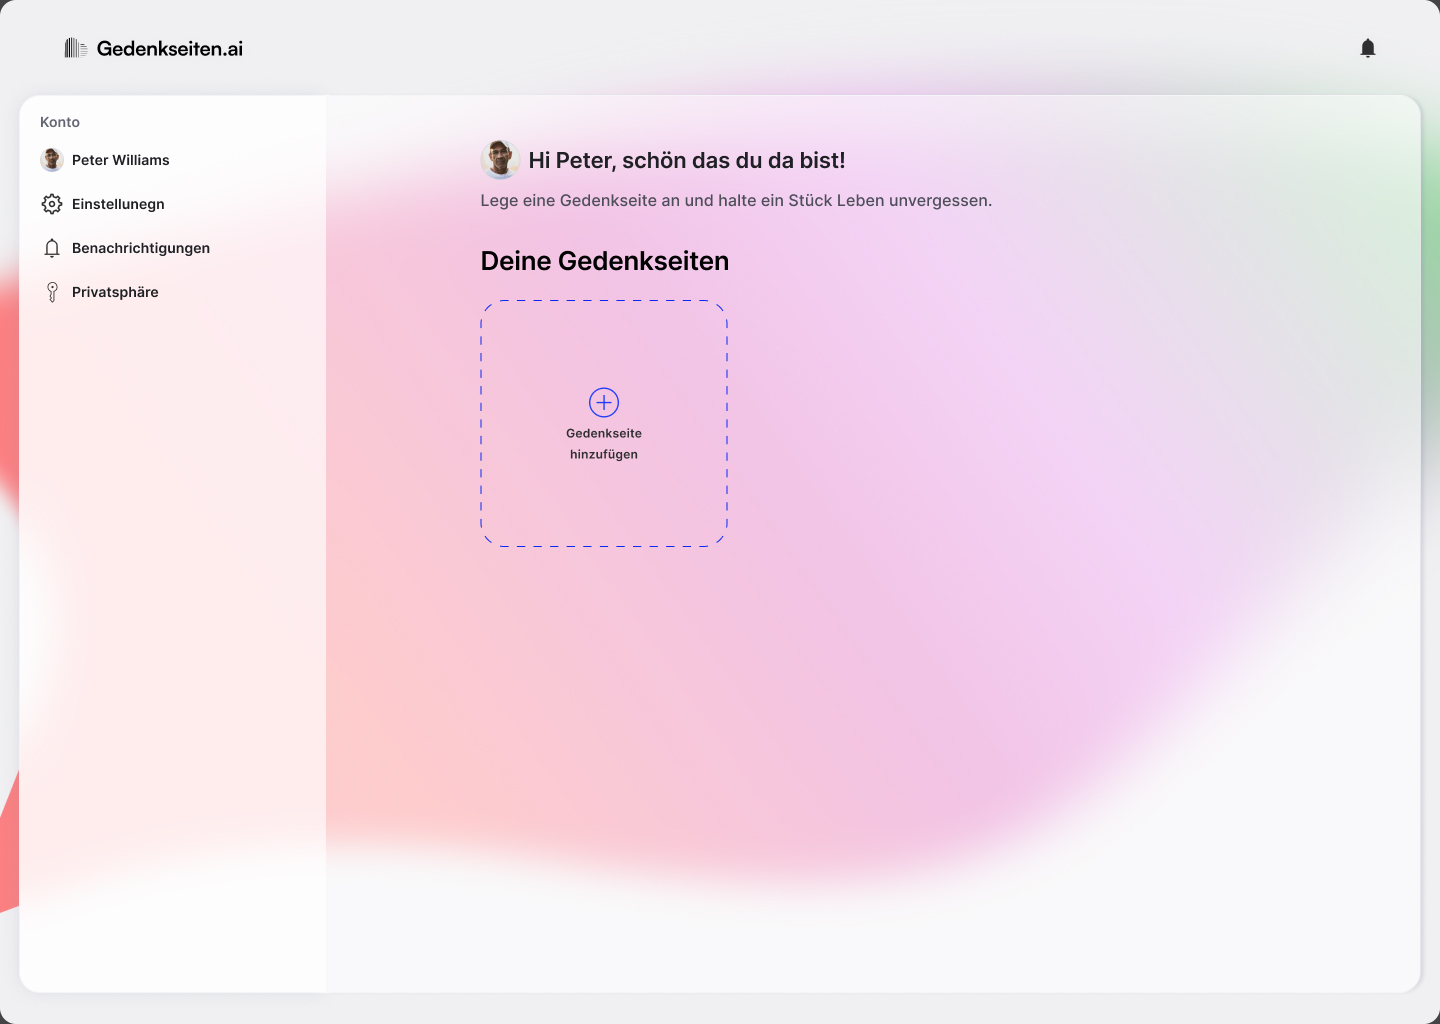 Gedenkseiten.ai
Konto
Peter Williams
Einstellunegn
Benachrichtigungen
Privatsphäre
Hi Peter, schön das du da bist!
Lege eine Gedenkseite an und halte ein Stück Leben unvergessen.
Deine Gedenkseiten
Gedenkseite
hinzufügen